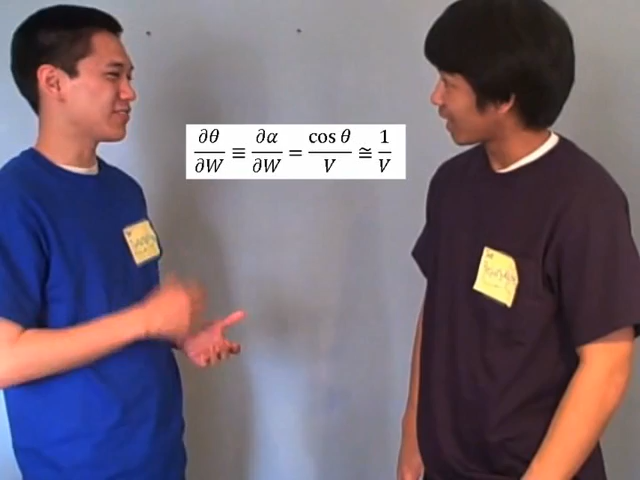 ∂θ/∂W ≡ ∂α/∂W = cos θ/V ≅ 1/V